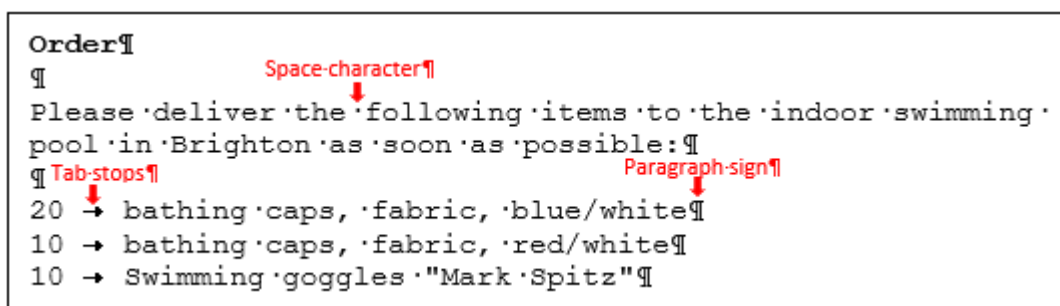 Order¶
¶
Space·character¶
Please·deliver·the·following·items·to·the·indoor·swimming·
pool·in·Brighton·as·soon·as·possible:¶
¶ Tab·stops¶ Paragraph·sign¶
20 → bathing·caps,·fabric,·blue/white¶
10 → bathing·caps,·fabric,·red/white¶
10 → Swimming·goggles·"Mark·Spitz"¶